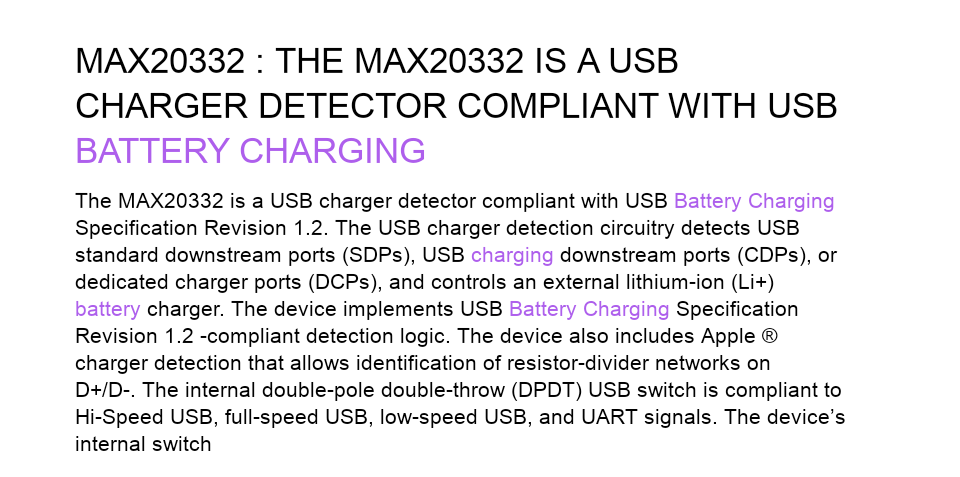 MAX20332 : THE MAX20332 IS A USB
CHARGER DETECTOR COMPLIANT WITH USB
BATTERY CHARGING
The MAX20332 is a USB charger detector compliant with USB Battery Charging
Specification Revision 1.2. The USB charger detection circuitry detects USB
standard downstream ports (SDPs), USB charging downstream ports (CDPs), or
dedicated charger ports (DCPs), and controls an external lithium-ion (Li+)
battery charger. The device implements USB Battery Charging Specification
Revision 1.2 -compliant detection logic. The device also includes Apple ®
charger detection that allows identification of resistor-divider networks on
D+/D-. The internal double-pole double-throw (DPDT) USB switch is compliant to
Hi-Speed USB, full-speed USB, low-speed USB, and UART signals. The device’s
internal switch